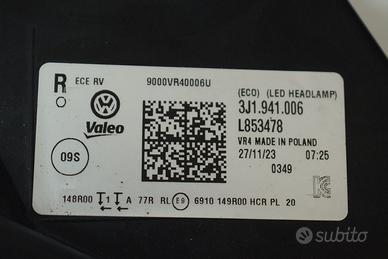 R ECE RV 9000VR40006U (ECO) (LED HEADLAMP)
3J1.941.006
Valeo L853478
VR4 MADE IN POLAND
09S 27/11/23 07:25
0349
148R00 1 A 77R RL E9 6910 149R00 HCR PL 20
subito